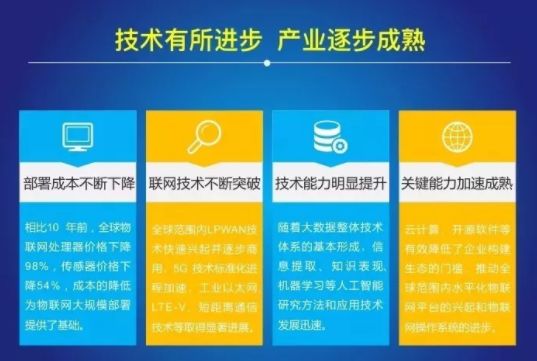 技术有所进步 产业逐步成熟
部署成本不断下降
相比10 年前，全球物
联网处理器价格下降
98%，传感器价格下
降54%，成本的降低
为物联网大规模部署
提供了基础。
联网技术不断突破
全球范围内LPWAN技
术快速兴起并逐步商
用，5G 技术标准化进
程加速，工业以太网
LTE-V、短距离通信
技术等取得显著进展。
技术能力明显提升
随着大数据整体技术
体系的基本形成，信
息提取、知识表现、
机器学习等人工智能
研究方法和应用技术
发展迅速。
关键能力加速成熟
云计算、开源软件等
有效降低了企业构建
生态的门槛，推动全
球范围内水平化物联
网平台的兴起和物联
网操作系统的进步。